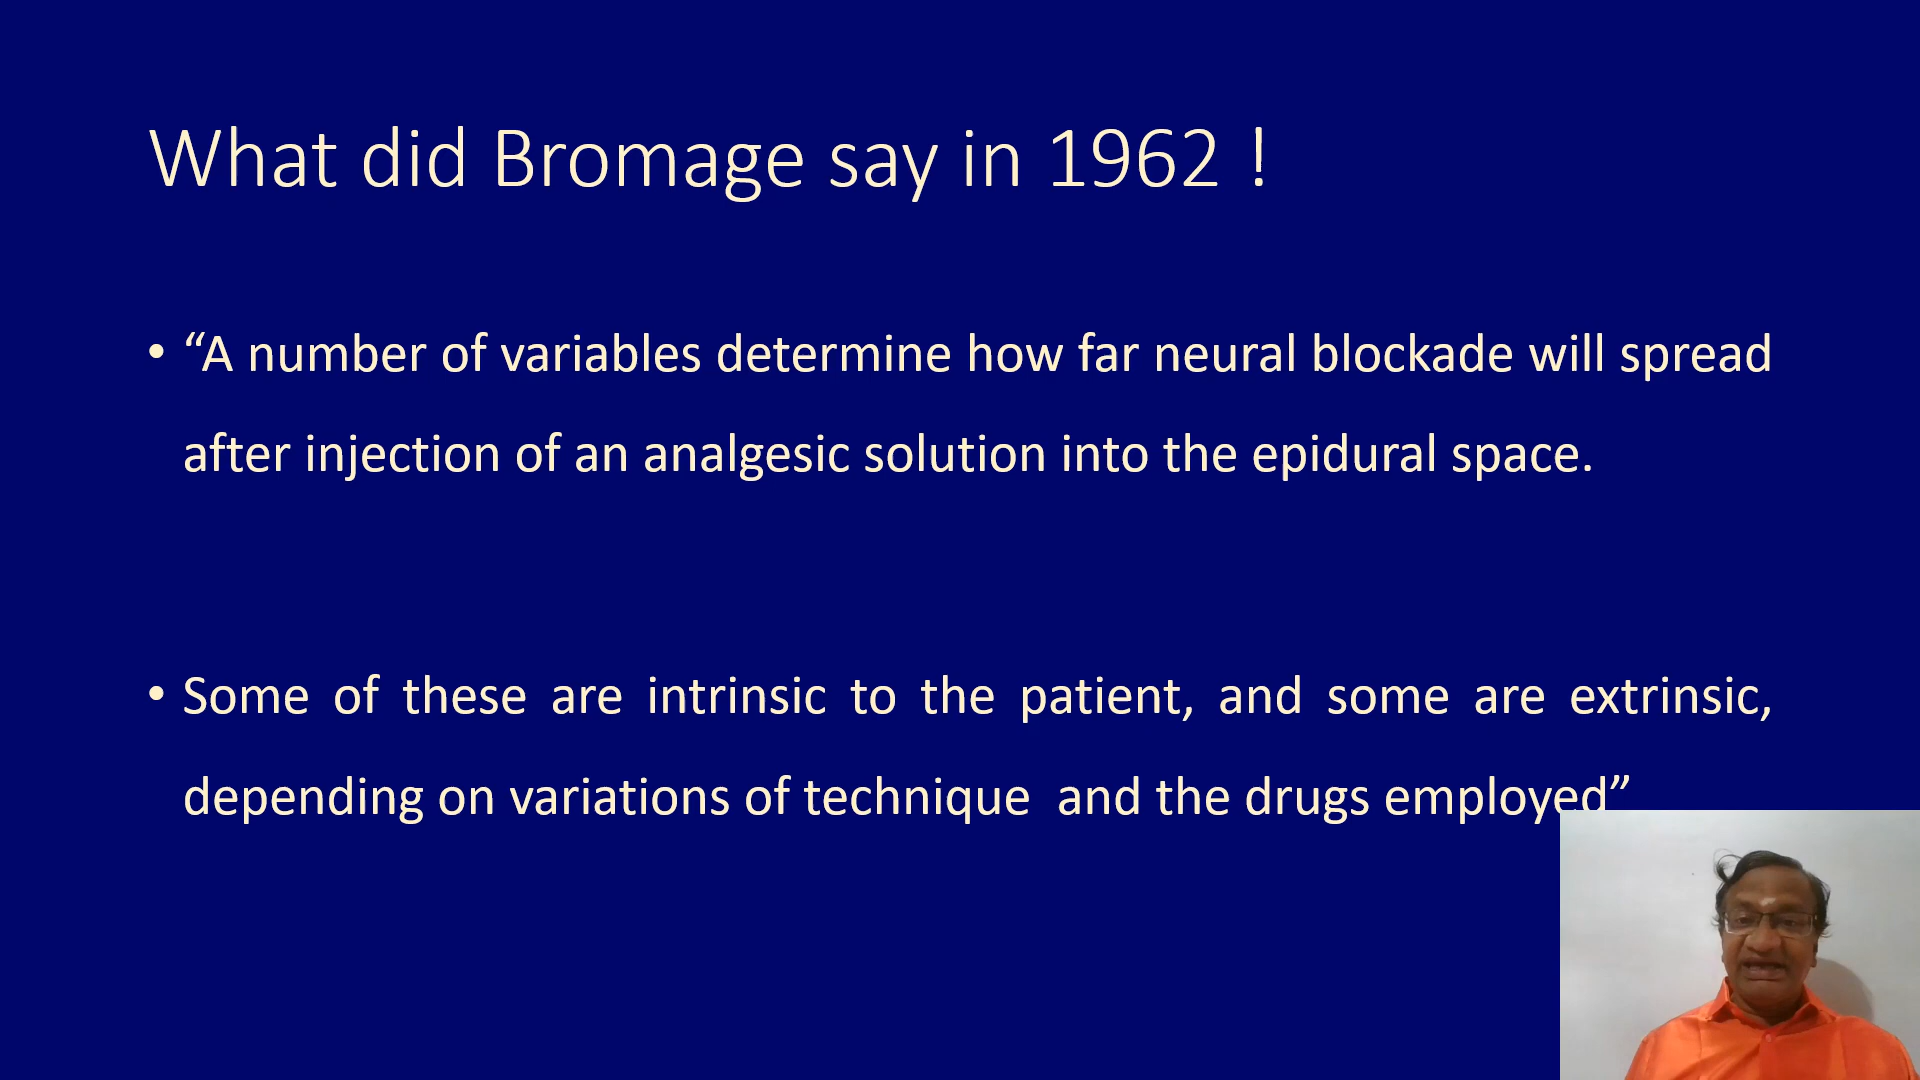 What did Bromage say in 1962 !
• “A number of variables determine how far neural blockade will spread
after injection of an analgesic solution into the epidural space.
• Some of these are intrinsic to the patient, and some are extrinsic,
depending on variations of technique  and the drugs employed”